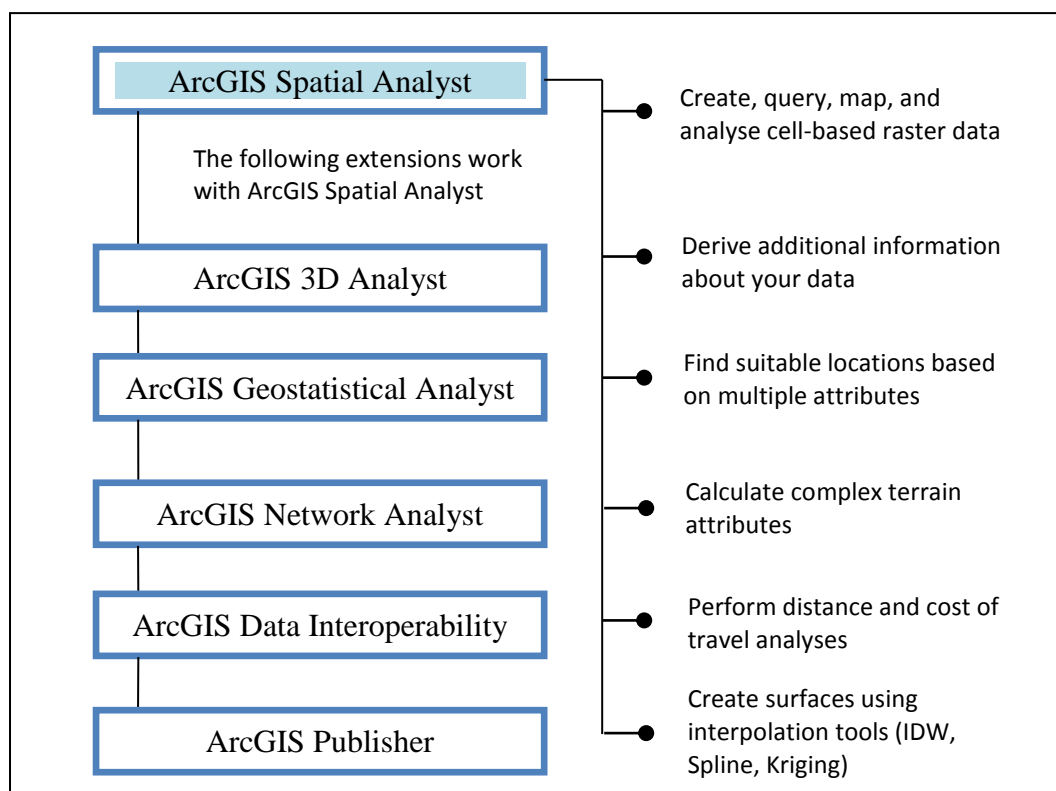 ArcGIS Spatial Analyst
The following extensions work
with ArcGIS Spatial Analyst
ArcGIS 3D Analyst
ArcGIS Geostatistical Analyst
ArcGIS Network Analyst
ArcGIS Data Interoperability
ArcGIS Publisher
Create, query, map, and
analyse cell-based raster data
Derive additional information
about your data
Find suitable locations based
on multiple attributes
Calculate complex terrain
attributes
Perform distance and cost of
travel analyses
Create surfaces using
interpolation tools (IDW,
Spline, Kriging)